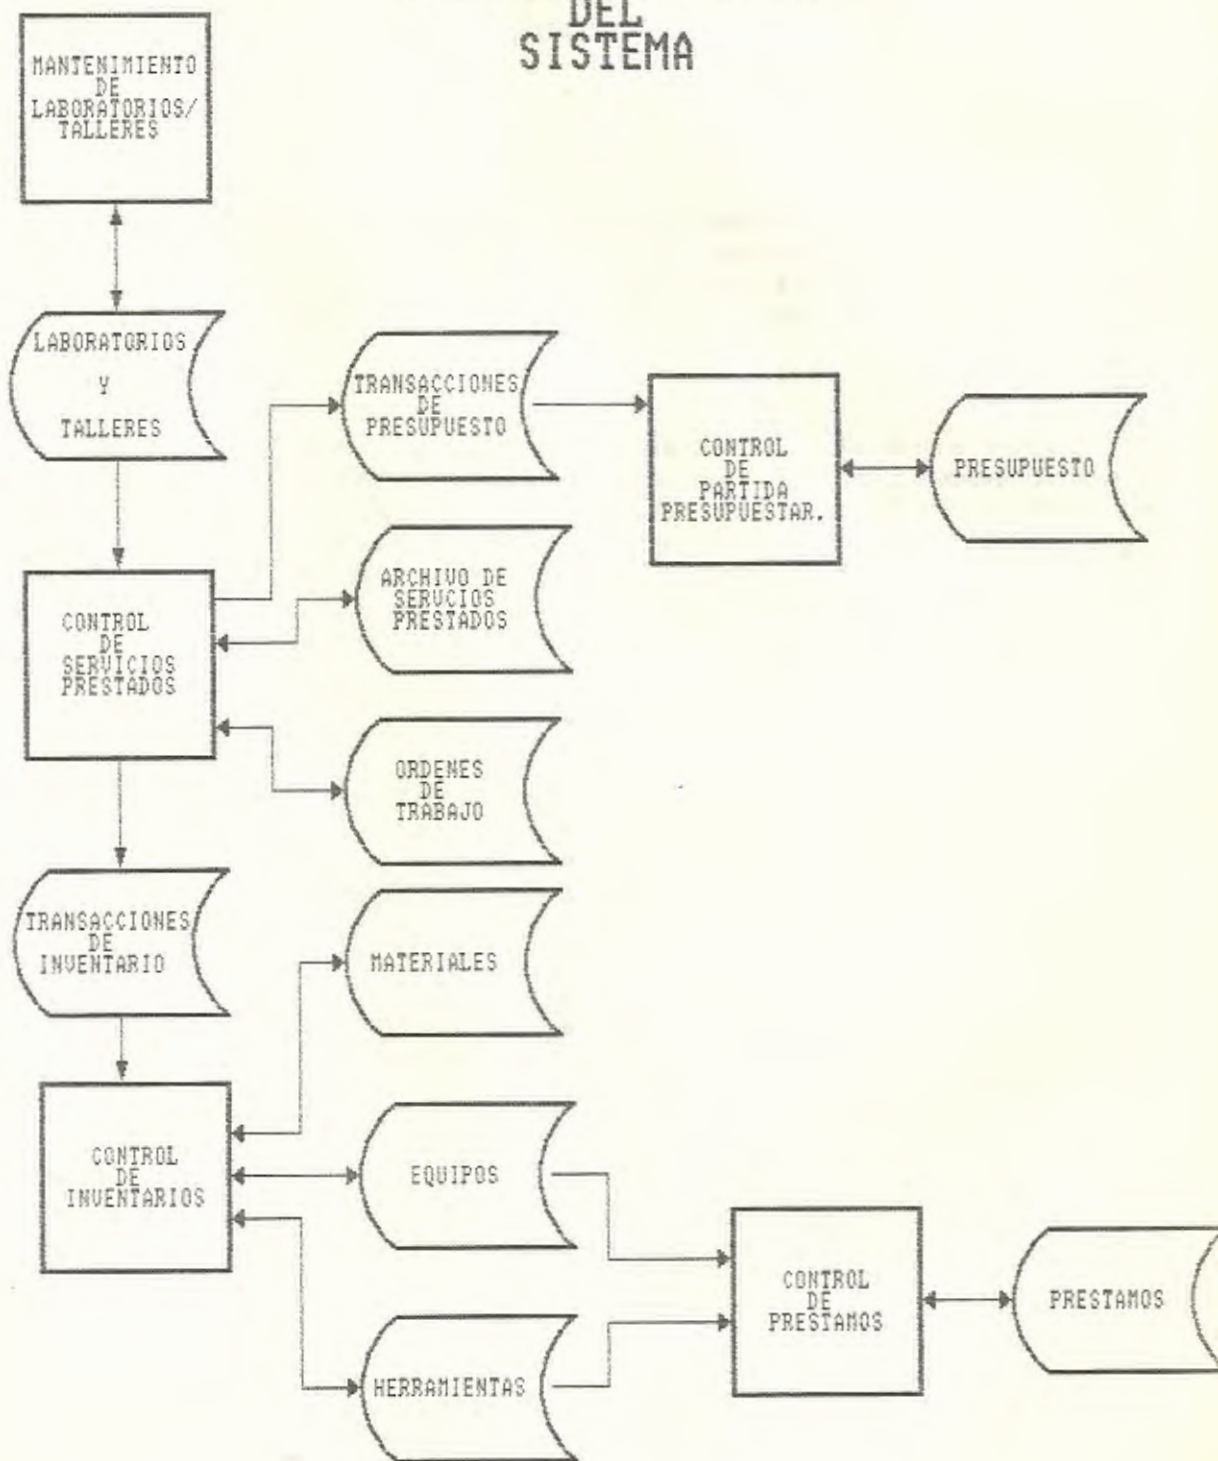 DEL
SISTEMA
MANTENIMIENTO
DE
LABORATORIOS/
TALLERES
LABORATORIOS
Y
TALLERES
TRANSACCIONES
DE
PRESUPUESTO
CONTROL
DE
PARTIDA
PRESUPUESTAR.
PRESUPUESTO
CONTROL
DE
SERVICIOS
PRESTADOS
ARCHIVO DE
SERVCIOS
PRESTADOS
ORDENES
DE
TRABAJO
TRANSACCIONES
DE
INVENTARIO
MATERIALES
CONTROL
DE
INVENTARIOS
EQUIPOS
HERRAMIENTAS
CONTROL
DE
PRESTAMOS
PRESTAMOS